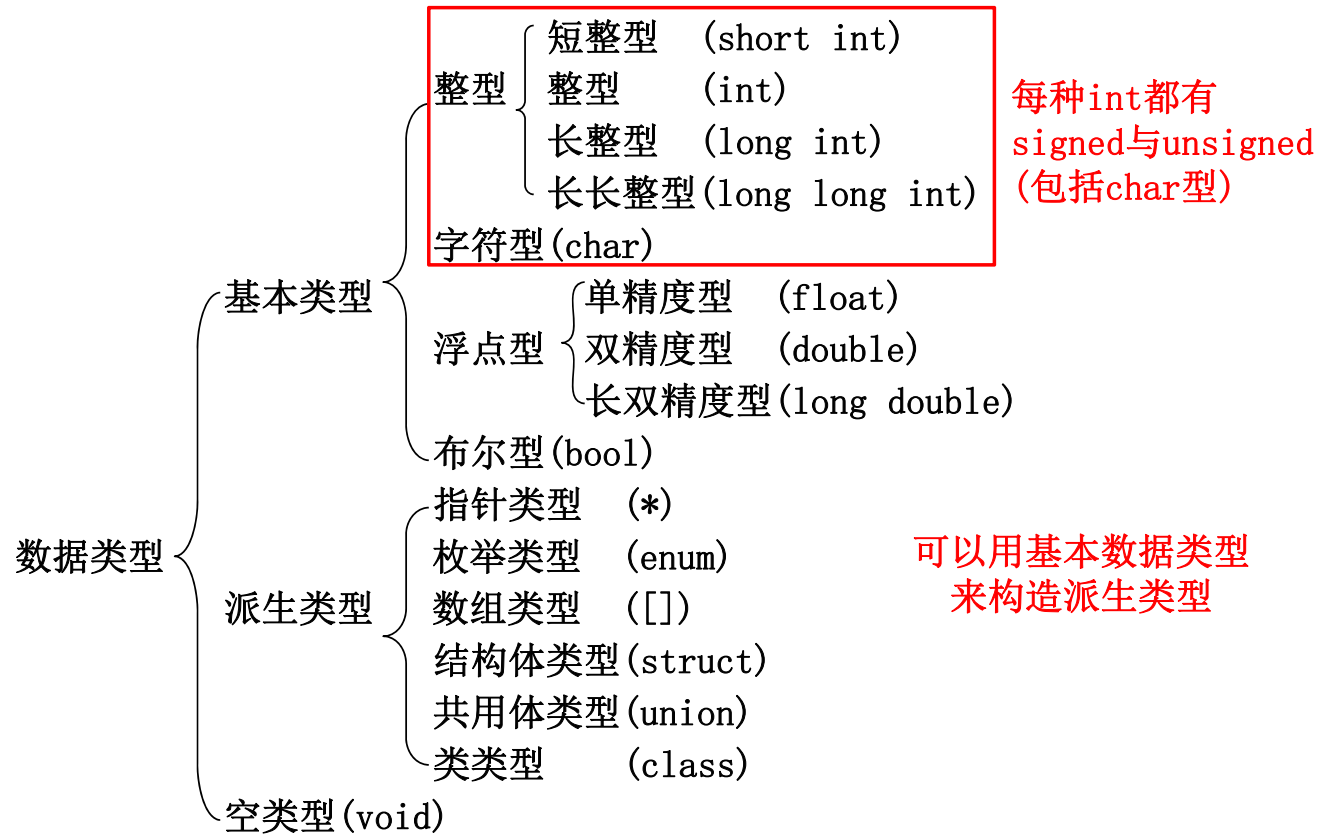 短整型 (short int)
整型 整型 (int)
长整型 (long int)
长长整型(long long int)
字符型(char)
每种int都有
signed与unsigned
(包括char型)
基本类型
单精度型 (float)
浮点型 双精度型 (double)
长双精度型(long double)
布尔型(bool)
指针类型 (*)
数据类型 枚举类型 (enum)
派生类型 数组类型 ([])
结构体类型(struct)
共用体类型(union)
类类型 (class)
可以用基本数据类型
来构造派生类型
空类型(void)